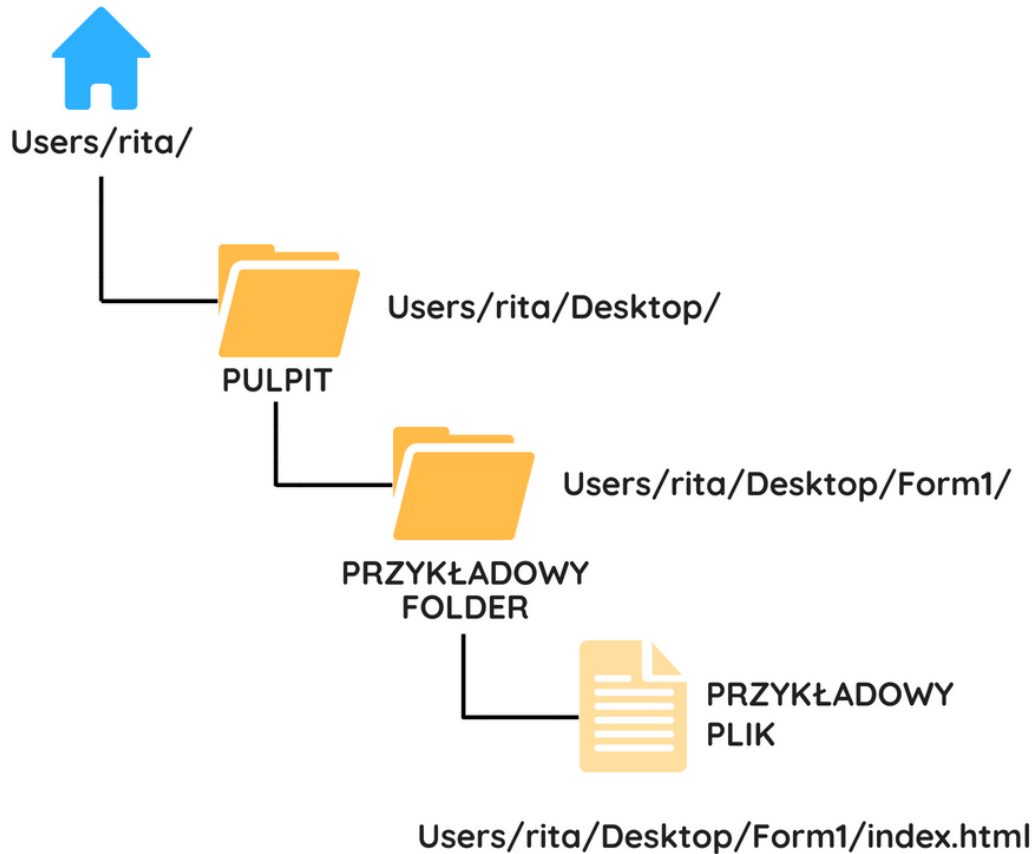 Users/rita/
Users/rita/Desktop/
PULPIT
Users/rita/Desktop/Form1/
PRZYKŁADOWY
FOLDER
PRZYKŁADOWY
PLIK
Users/rita/Desktop/Form1/index.html